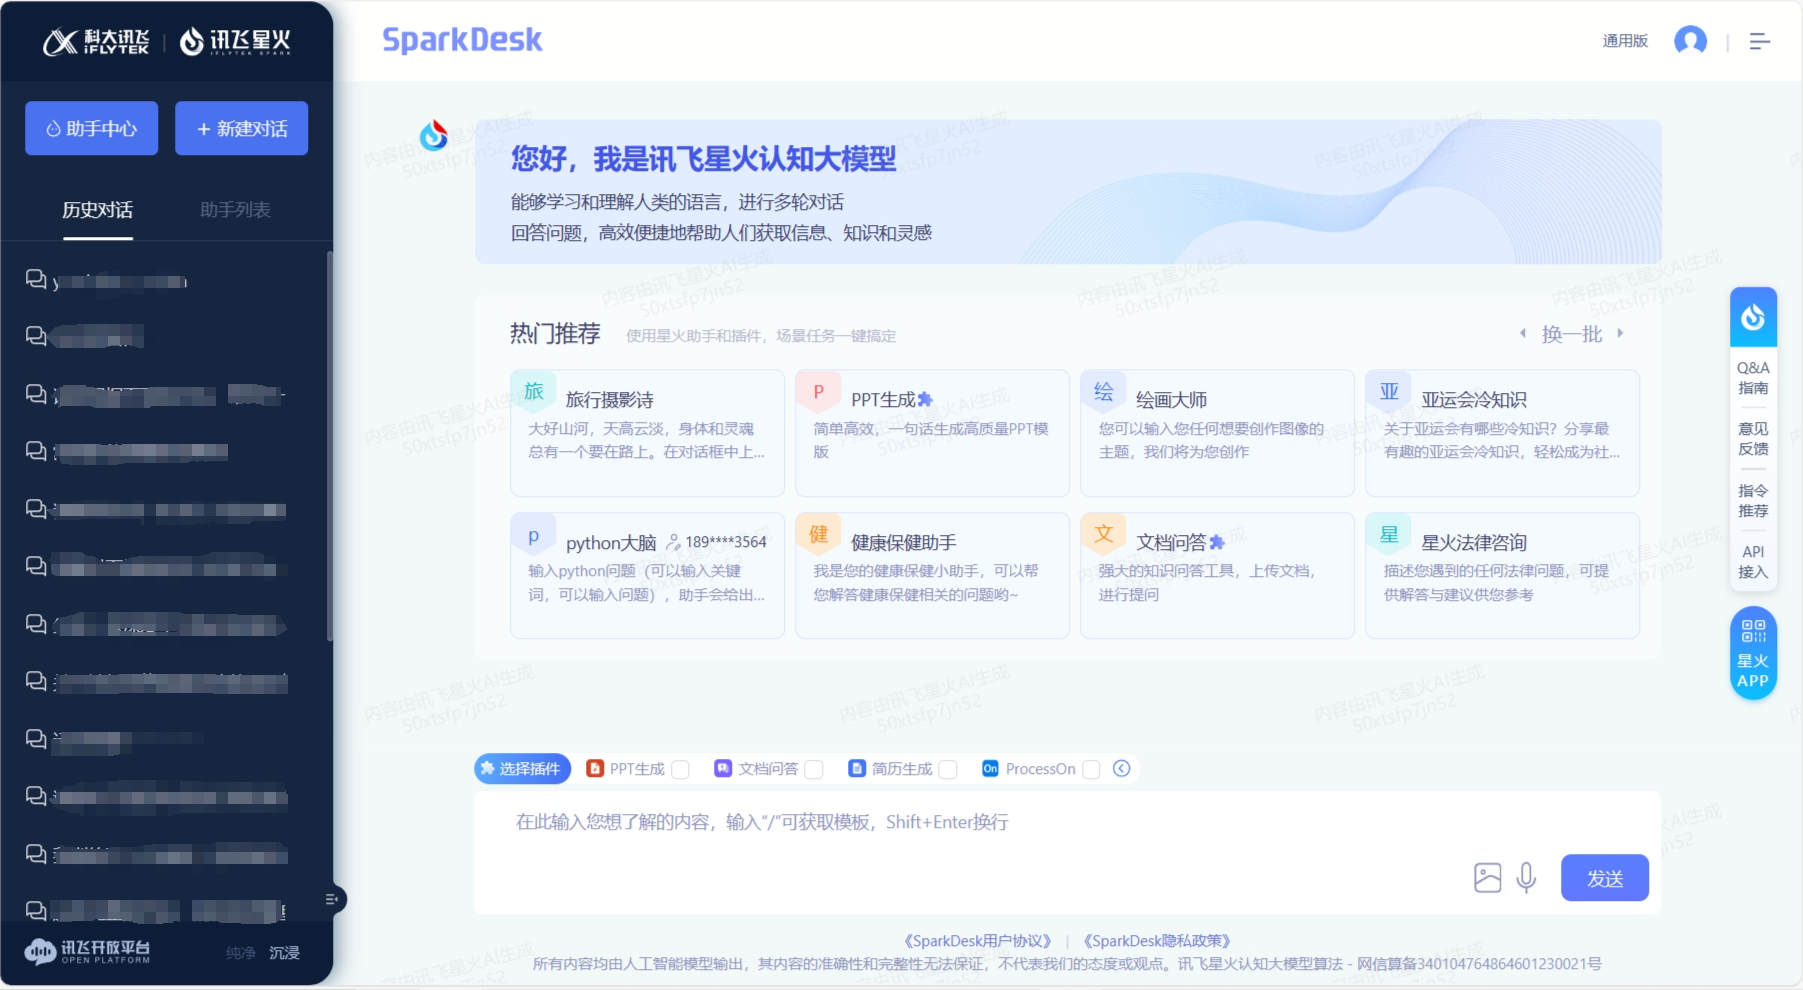 科大讯飞
iFLYTEK
讯飞星火
IFLYTEK SPARK
SparkDesk
通用版
助手中心
+ 新建对话
历史对话
助手列表
您好，我是讯飞星火认知大模型
能够学习和理解人类的语言，进行多轮对话
回答问题，高效便捷地帮助人们获取信息、知识和灵感
热门推荐
使用星火助手和插件，场景任务一键搞定
换一批
旅
旅行摄影诗
大好山河，天高云淡，身体和灵魂
总有一个要在路上。在对话框中上...
P
PPT生成
简单高效，一句话生成高质量PPT模
版
绘
绘画大师
您可以输入您任何想要创作图像的
主题，我们将为您创作
亚
亚运会冷知识
关于亚运会有哪些冷知识？分享最
有趣的亚运会冷知识，轻松成为社...
p
python大脑 189****3564
输入python问题（可以输入关键
词，可以输入问题），助手会给出...
健
健康保健助手
我是您的健康保健小助手，可以帮
您解答健康保健相关的问题哟~
文
文档问答
强大的知识问答工具，上传文档，
进行提问
星
星火法律咨询
描述您遇到的任何法律问题，可提
供解答与建议供您参考
Q&A
指南
意见
反馈
指令
推荐
API
接入
星火
APP
选择插件
PPT生成
文档问答
简历生成
On
ProcessOn
在此输入您想了解的内容，输入“/”可获取模板，Shift+Enter换行
发送
讯飞开放平台
OPEN PLATFORM
纯净
沉浸
《SparkDesk用户协议》 | 《SparkDesk隐私政策》
所有内容均由人工智能模型输出，其内容的准确性和完整性无法保证，不代表我们的态度或观点。讯飞星火认知大模型算法 - 网信算备340104764864601230021号
内容由讯飞星火AI生成
50xtsfp7jn52